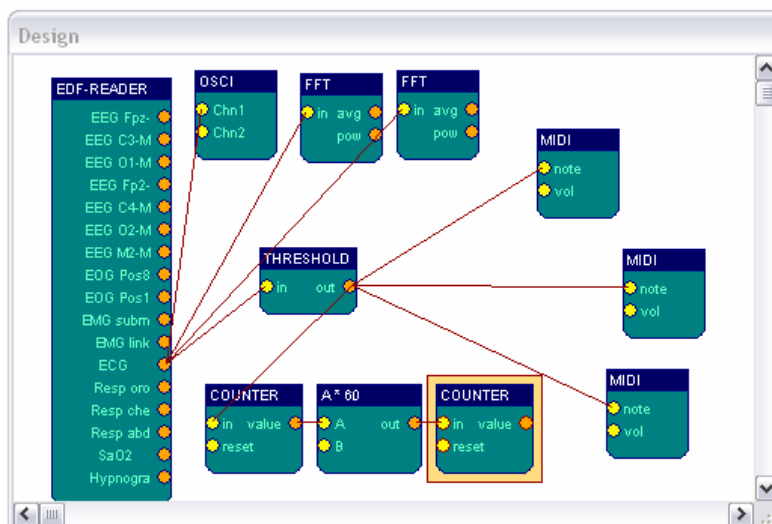 Design
EDF-READER
EEG Fpz-
EEG C3-M
EEG O1-M
EEG Fp2-
EEG C4-M
EEG O2-M
EEG M2-M
EOG Pos8
EOG Pos1
EMG subm
EMG link
ECG
Resp oro
Resp che
Resp abd
SaO2
Hypnogra
OSCI
Chn1
Chn2
FFT
in avg
pow
FFT
in avg
pow
MIDI
note
vol
THRESHOLD
in out
MIDI
note
vol
COUNTER
in value
reset
A* 60
A out
B
COUNTER
in value
reset
MIDI
note
vol